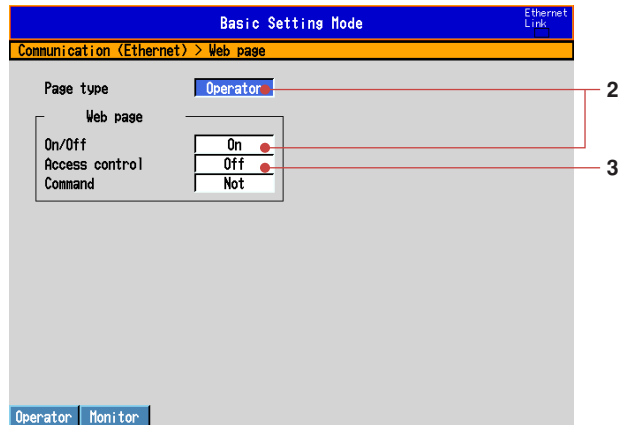 Basic Setting Mode
Ethernet
Link
Communication (Ethernet) > Web page
Page type Operator
2
Web page
On/Off On
Access control Off
3
Command Not
Operator Monitor